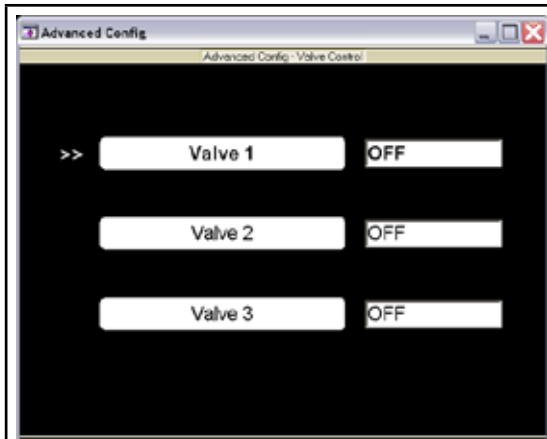 Advanced Config
Advanced Config - Valve Control
>> Valve 1 OFF
Valve 2 OFF
Valve 3 OFF